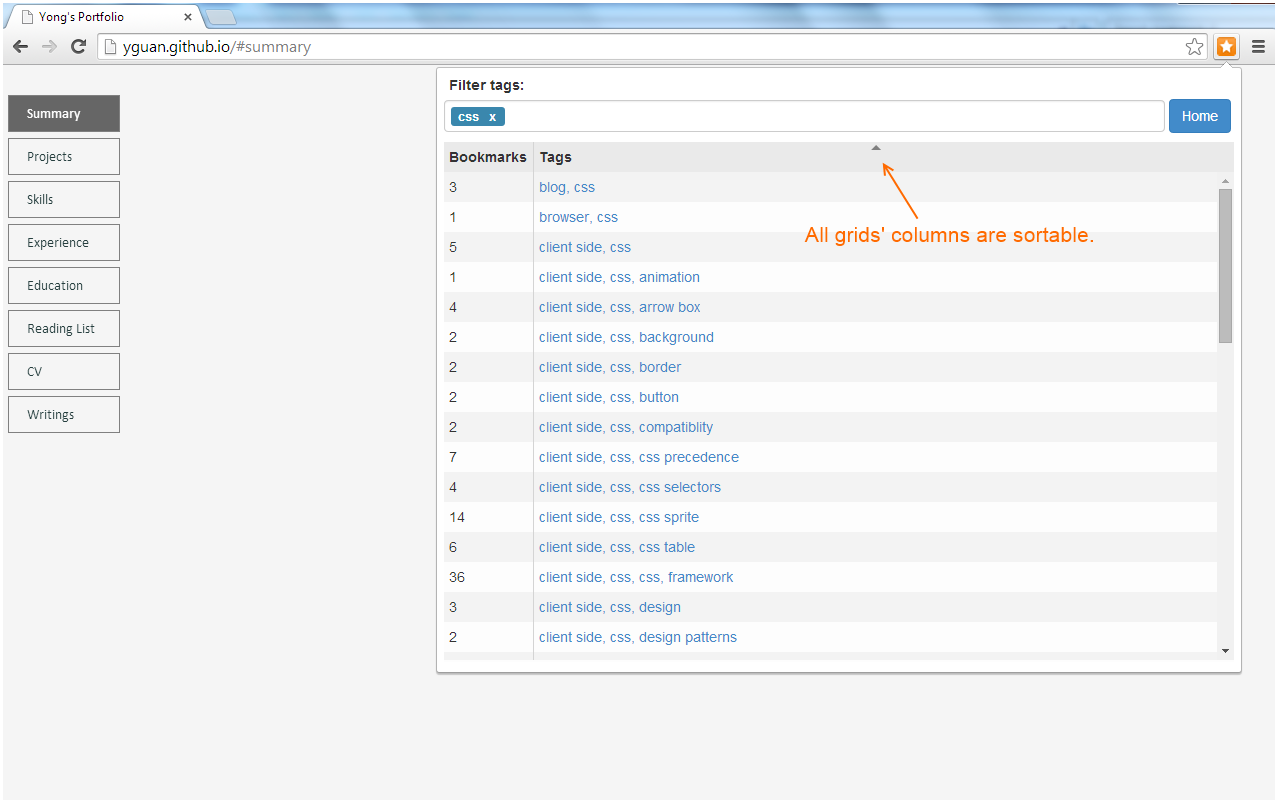 Yong's Portfolio x
yguan.github.io/#summary
Summary
Projects
Skills
Experience
Education
Reading List
CV
Writings
Filter tags:
css x
Home
Bookmarks Tags
3 blog, css
1 browser, css
5 client side, css
1 client side, css, animation
4 client side, css, arrow box
2 client side, css, background
2 client side, css, border
2 client side, css, button
2 client side, css, compatiblity
7 client side, css, css precedence
4 client side, css, css selectors
14 client side, css, css sprite
6 client side, css, css table
36 client side, css, css, framework
3 client side, css, design
2 client side, css, design patterns
All grids' columns are sortable.